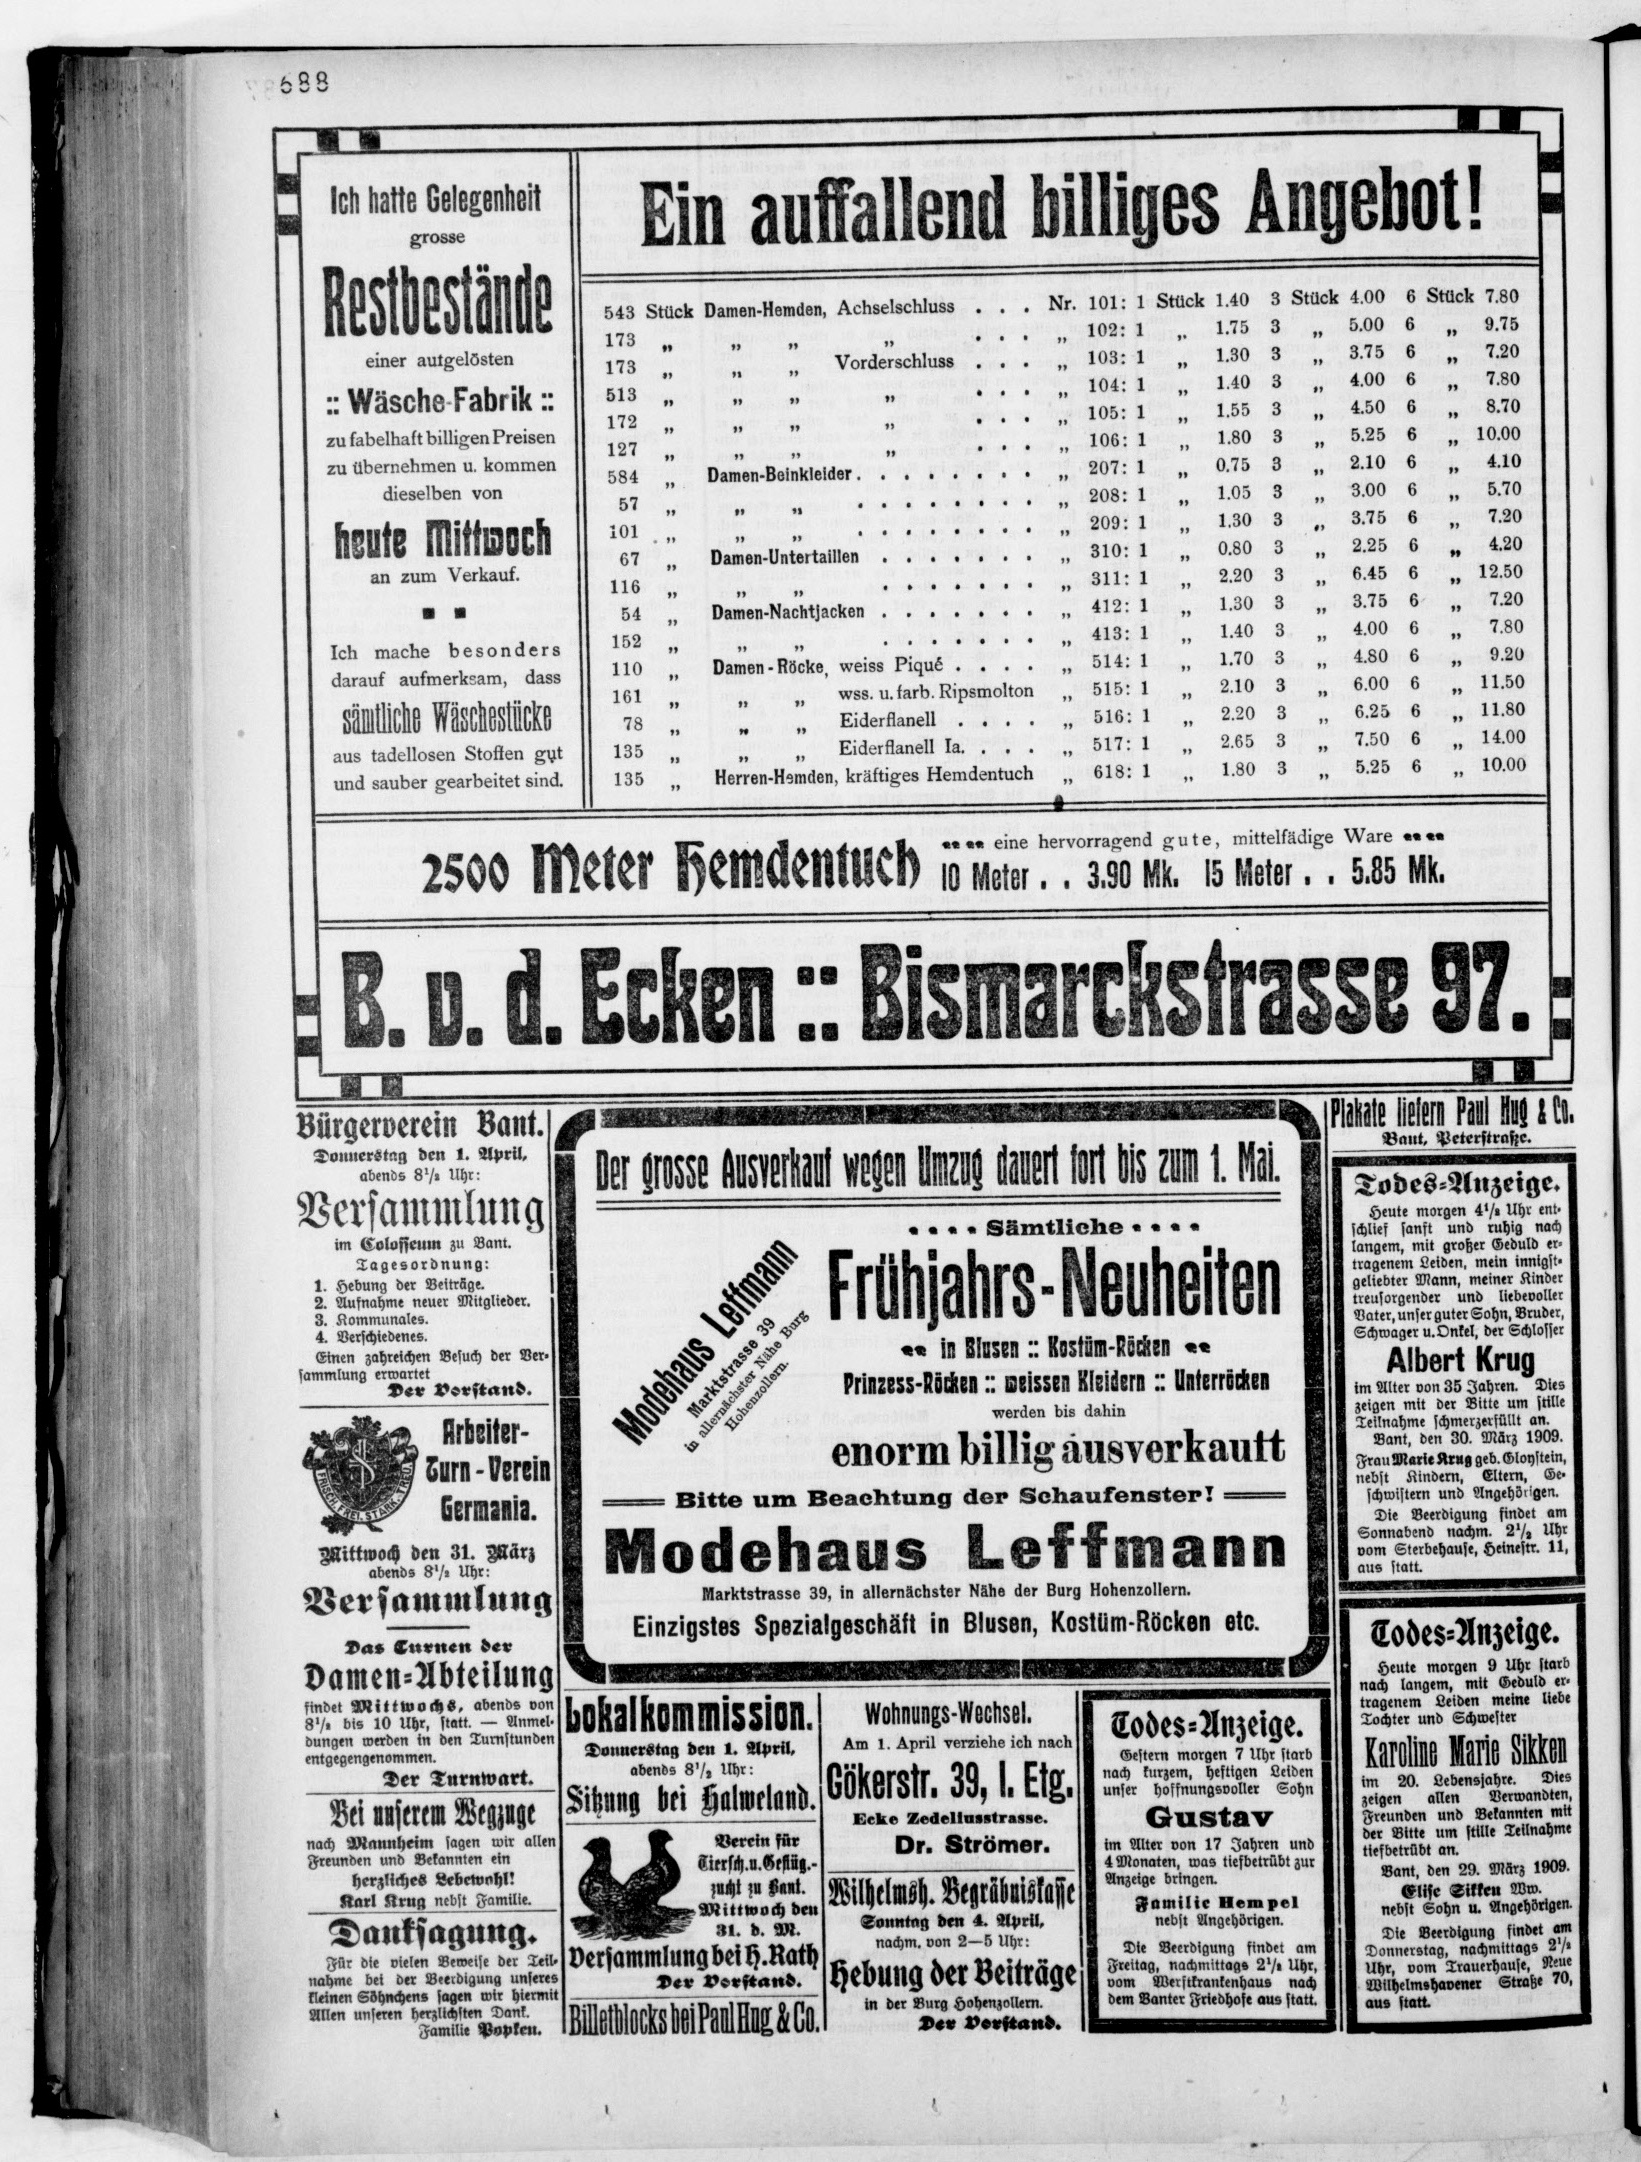 688
Ich hatte Gelegenheit
grosse
Restbestände
einer autgelösten
:: Wäsche-Fabrik ::
zu fabelhaft billigen Preisen
zu übernehmen u. kommen
dieselben von
heute Mittwoch
an zum Verkauf.
Ich mache besonders
darauf aufmerksam, dass
sämtliche Wäschestücke
aus tadellosen Stoffen gut
und sauber gearbeitet sind.
Ein auffallend billiges Angebot!
543 Stück Damen-Hemden, Achselschluss . . . Nr. 101: 1 Stück 1.40 3 Stück 4.00 6 Stück 7.80
173 „ „ „ „ . . . „ 102: 1 „ 1.75 3 „ 5.00 6 „ 9.75
173 „ „ „ Vorderschluss . . . „ 103: 1 „ 1.30 3 „ 3.75 6 „ 7.20
513 „ „ „ „ . . . „ 104: 1 „ 1.40 3 „ 4.00 6 „ 7.80
172 „ „ „ „ . . . „ 105: 1 „ 1.55 3 „ 4.50 6 „ 8.70
127 „ „ „ „ . . . „ 106: 1 „ 1.80 3 „ 5.25 6 „ 10.00
584 „ Damen-Beinkleider . . . . . . . „ 207: 1 „ 0.75 3 „ 2.10 6 „ 4.10
57 „ „ „ . . . . . . . „ 208: 1 „ 1.05 3 „ 3.00 6 „ 5.70
101 „ „ „ . . . . . . . „ 209: 1 „ 1.30 3 „ 3.75 6 „ 7.20
67 „ Damen-Untertaillen . . . . . . . „ 310: 1 „ 0.80 3 „ 2.25 6 „ 4.20
116 „ „ „ . . . . . . . „ 311: 1 „ 2.20 3 „ 6.45 6 „ 12.50
54 „ Damen-Nachtjacken . . . . . . . „ 412: 1 „ 1.30 3 „ 3.75 6 „ 7.20
152 „ „ „ . . . . . . . „ 413: 1 „ 1.40 3 „ 4.00 6 „ 7.80
110 „ Damen-Röcke, weiss Piqué . . . . „ 514: 1 „ 1.70 3 „ 4.80 6 „ 9.20
161 „ „ „ wss. u. farb. Ripsmolton „ 515: 1 „ 2.10 3 „ 6.00 6 „ 11.50
78 „ „ „ Eiderflanell . . . . „ 516: 1 „ 2.20 3 „ 6.25 6 „ 11.80
135 „ „ „ Eiderflanell Ia. . . . „ 517: 1 „ 2.65 3 „ 7.50 6 „ 14.00
135 „ Herren-Hemden, kräftiges Hemdentuch „ 618: 1 „ 1.80 3 „ 5.25 6 „ 10.00
2500 Meter Hemdentuch
eine hervorragend gute, mittelfädige Ware
10 Meter . . 3.90 Mk. 15 Meter . . 5.85 Mk.
B. v. d. Ecken :: Bismarckstrasse 97.
Bürgerverein Bant.
Donnerstag den 1. April,
abends 8½ Uhr:
Versammlung
im Colosseum zu Bant.
Tagesordnung:
1. Hebung der Beiträge.
2. Aufnahme neuer Mitglieder.
3. Kommunales.
4. Verschiedenes.
Einen zahreichen Besuch der Ver-
sammlung erwartet
Der Vorstand.
FRISCH. FREI. STARK. TREU.
Arbeiter-
Turn-Verein
Germania.
Mittwoch den 31. März
abends 8½ Uhr:
Versammlung
Das Turnen der
Damen-Abteilung
findet Mittwochs, abends von
8½ bis 10 Uhr, statt. — Anmel-
dungen werden in den Turnstunden
entgegengenommen.
Der Turnwart.
Bei unserem Wegzuge
nach Mannheim sagen wir allen
Freunden und Bekannten ein
herzliches Lebewohl!
Karl Krug nebst Familie.
Danksagung.
Für die vielen Beweise der Teil-
nahme bei der Beerdigung unseres
kleinen Söhnchens sagen wir hiermit
Allen unseren herzlichsten Dank.
Familie Popken.
Der grosse Ausverkauf wegen Umzug dauert fort bis zum 1. Mai.
Modehaus Leffmann
Marktstrasse 39
in allernächster Nähe Burg
Hohenzollern.
Sämtliche
Frühjahrs-Neuheiten
in Blusen :: Kostüm-Röcken
Prinzess-Röcken :: weissen Kleidern :: Unterröcken
werden bis dahin
enorm billig ausverkauft
Bitte um Beachtung der Schaufenster!
Modehaus Leffmann
Marktstrasse 39, in allernächster Nähe der Burg Hohenzollern.
Einzigstes Spezialgeschäft in Blusen, Kostüm-Röcken etc.
Lokalkommission.
Donnerstag den 1. April,
abends 8½ Uhr:
Sitzung bei Halweland.
Verein für
Tiersch.u.Geflüg.-
zucht zu Bant.
Mittwoch den
31. d. M.
Versammlung bei H. Rath
Der Vorstand.
Billetblocks bei Paul Hug & Co.
Wohnungs-Wechsel.
Am 1. April verziehe ich nach
Gökerstr. 39, I. Etg.
Ecke Zedeliusstrasse.
Dr. Strömer.
Wilhelmsh. Begräbniskasse
Sonntag den 4. April,
nachm. von 2—5 Uhr:
Hebung der Beiträge
in der Burg Hohenzollern.
Der Vorstand.
Todes-Anzeige.
Gestern morgen 7 Uhr starb
nach kurzem, heftigen Leiden
unser hoffnungsvoller Sohn
Gustav
im Alter von 17 Jahren und
4 Monaten, was tiefbetrübt zur
Anzeige bringen.
Familie Hempel
nebst Angehörigen.
Die Beerdigung findet am
Freitag, nachmittags 2½ Uhr,
vom Werftkrankenhaus nach
dem Banter Friedhofe aus statt.
Plakate liefern Paul Hug & Co.
Bant, Peterstraße.
Todes-Anzeige.
Heute morgen 4½ Uhr ent-
schlief sanft und ruhig nach
langem, mit großer Geduld er-
tragenem Leiden, mein innigst-
geliebter Mann, meiner Kinder
treusorgender und liebevoller
Vater, unser guter Sohn, Bruder,
Schwager u. Onkel, der Schlosser
Albert Krug
im Alter von 35 Jahren. Dies
zeigen mit der Bitte um stille
Teilnahme schmerzerfüllt an.
Bant, den 30. März 1909.
Frau Marie Krug geb. Gloystein,
nebst Kindern, Eltern, Ge-
schwistern und Angehörigen.
Die Beerdigung findet am
Sonnabend nachm. 2½ Uhr
vom Sterbehause, Heinestr. 11,
aus statt.
Todes-Anzeige.
Heute morgen 9 Uhr starb
nach langem, mit Geduld er-
tragenem Leiden meine liebe
Tochter und Schwester
Karoline Marie Sikken
im 20. Lebensjahre. Dies
zeigen allen Verwandten,
Freunden und Bekannten mit
der Bitte um stille Teilnahme
tiefbetrübt an.
Bant, den 29. März 1909.
Elise Sikken Ww.
nebst Sohn u. Angehörigen.
Die Beerdigung findet am
Donnerstag, nachmittags 2½
Uhr, vom Trauerhause, Neue
Wilhelmshavener Straße 70,
aus statt.